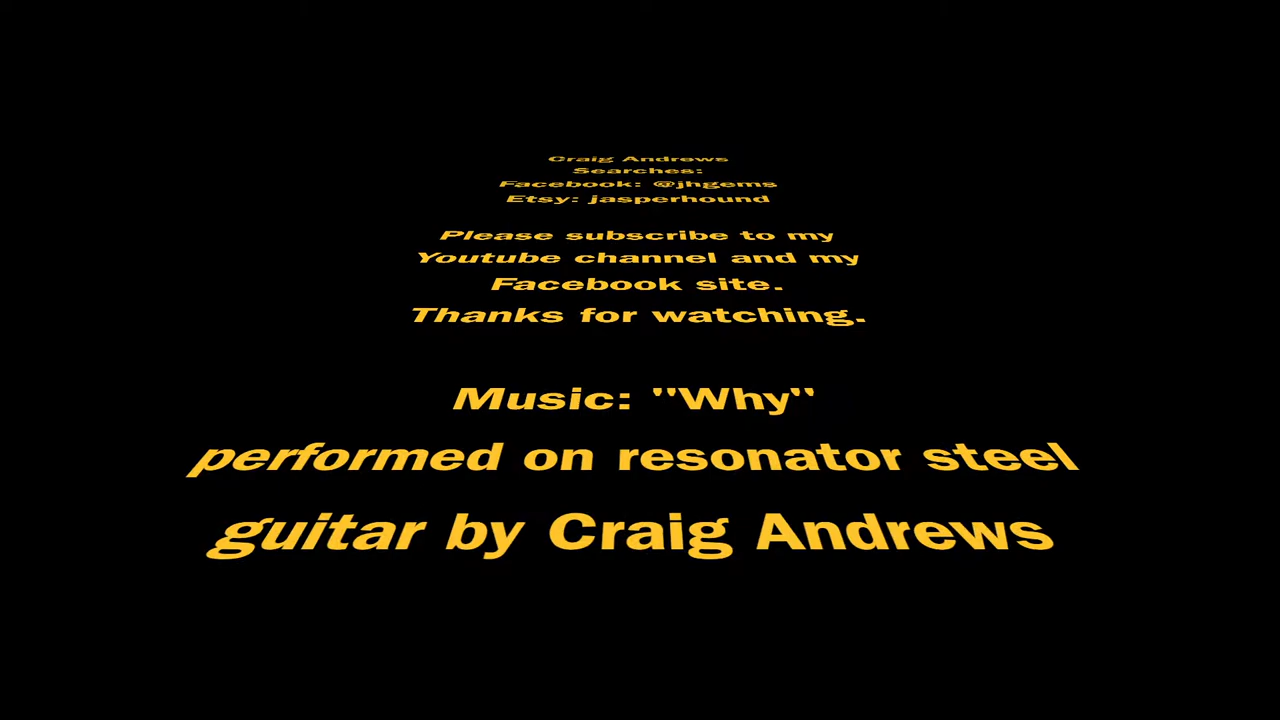 Craig Andrews
Searches:
Facebook: @jhgems
Etsy: jasperhound
Please subscribe to my
Youtube channel and my
Facebook site.
Thanks for watching.
Music: "Why"
performed on resonator steel
guitar by Craig Andrews